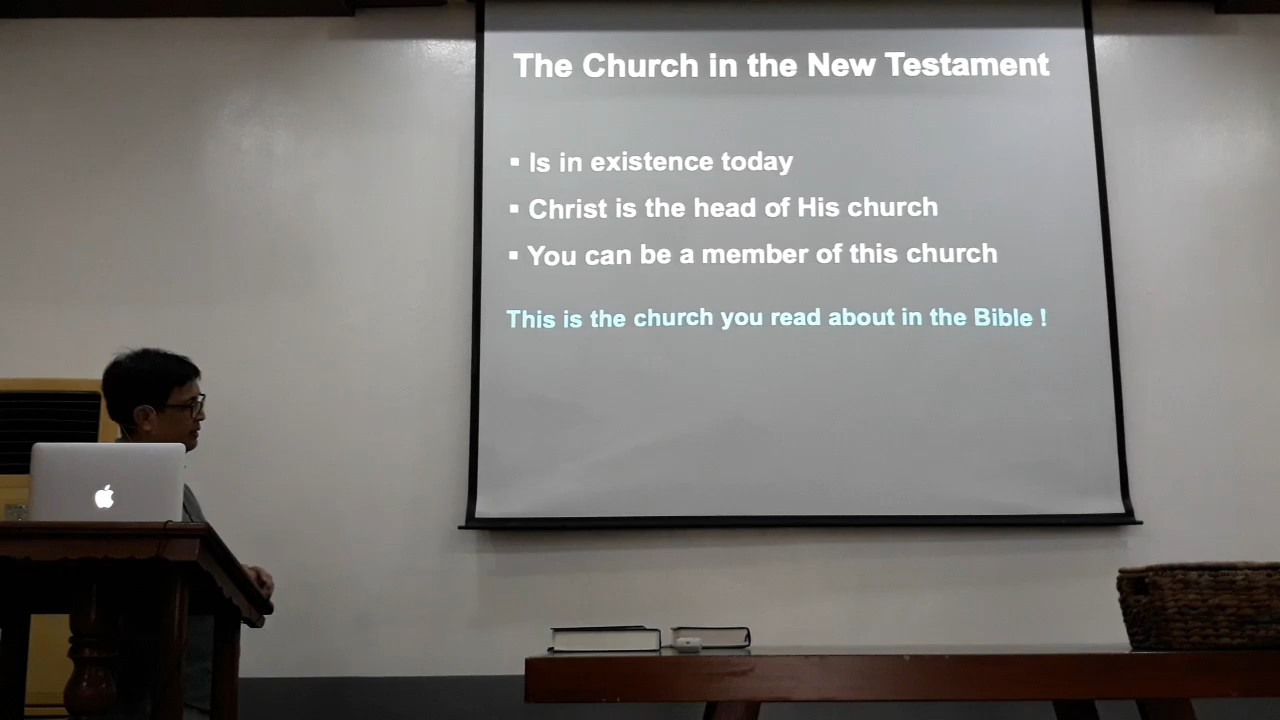 The Church in the New Testament
▪ Is in existence today
▪ Christ is the head of His church
▪ You can be a member of this church
This is the church you read about in the Bible !